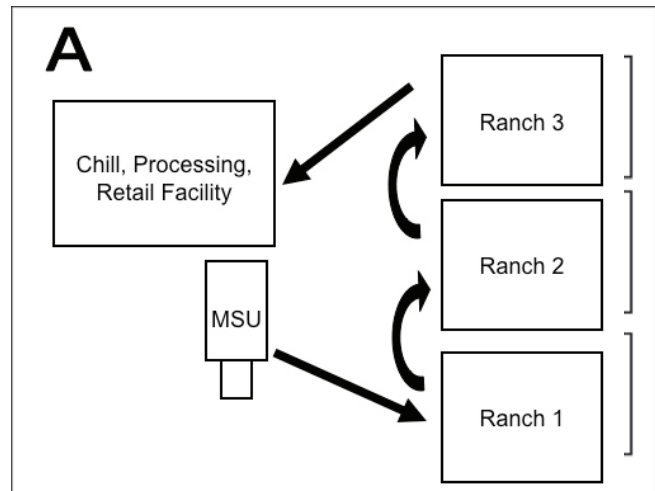 A
Chill, Processing,
Retail Facility
MSU
Ranch 3
Ranch 2
Ranch 1